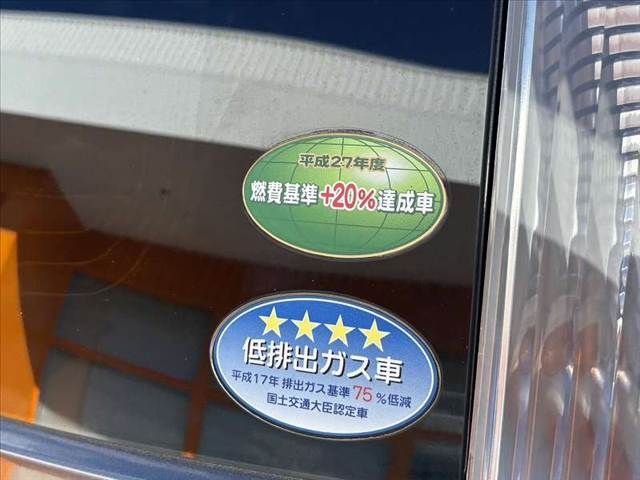 平成27年度
燃費基準+20%達成車
低排出ガス車
平成17年 排出ガス基準75%低減
国土交通大臣認定車